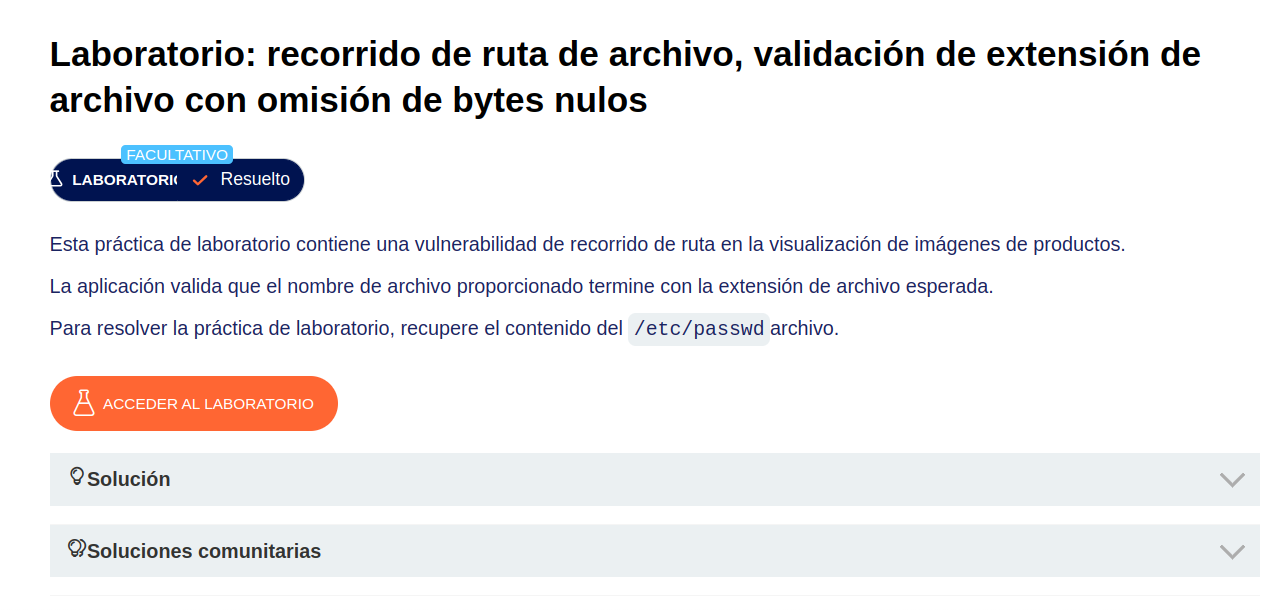 Laboratorio: recorrido de ruta de archivo, validación de extensión de
archivo con omisión de bytes nulos
FACULTATIVO
LABORATORIO
Resuelto
Esta práctica de laboratorio contiene una vulnerabilidad de recorrido de ruta en la visualización de imágenes de productos.
La aplicación valida que el nombre de archivo proporcionado termine con la extensión de archivo esperada.
Para resolver la práctica de laboratorio, recupere el contenido del /etc/passwd archivo.
ACCEDER AL LABORATORIO
Solución
Soluciones comunitarias